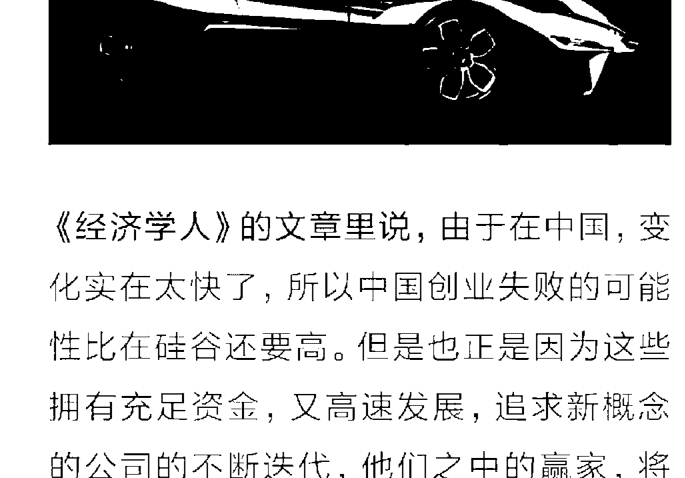 《经济学人》的文章里说，由于在中国，变
化实在太快了，所以中国创业失败的可能
性比在硅谷还要高。但是也正是因为这些
拥有充足资金，又高速发展，追求新概念
的公司的不断迭代，他们之中的赢家，将